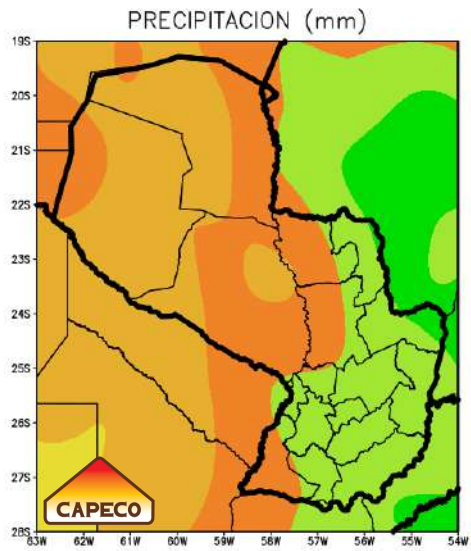 PRECIPITACION (mm)
19S
20S
21S
22S
23S
24S
25S
26S
27S
28S
CAPECO
63W 62W 61W 60W 59W 58W 57W 56W 55W 54W